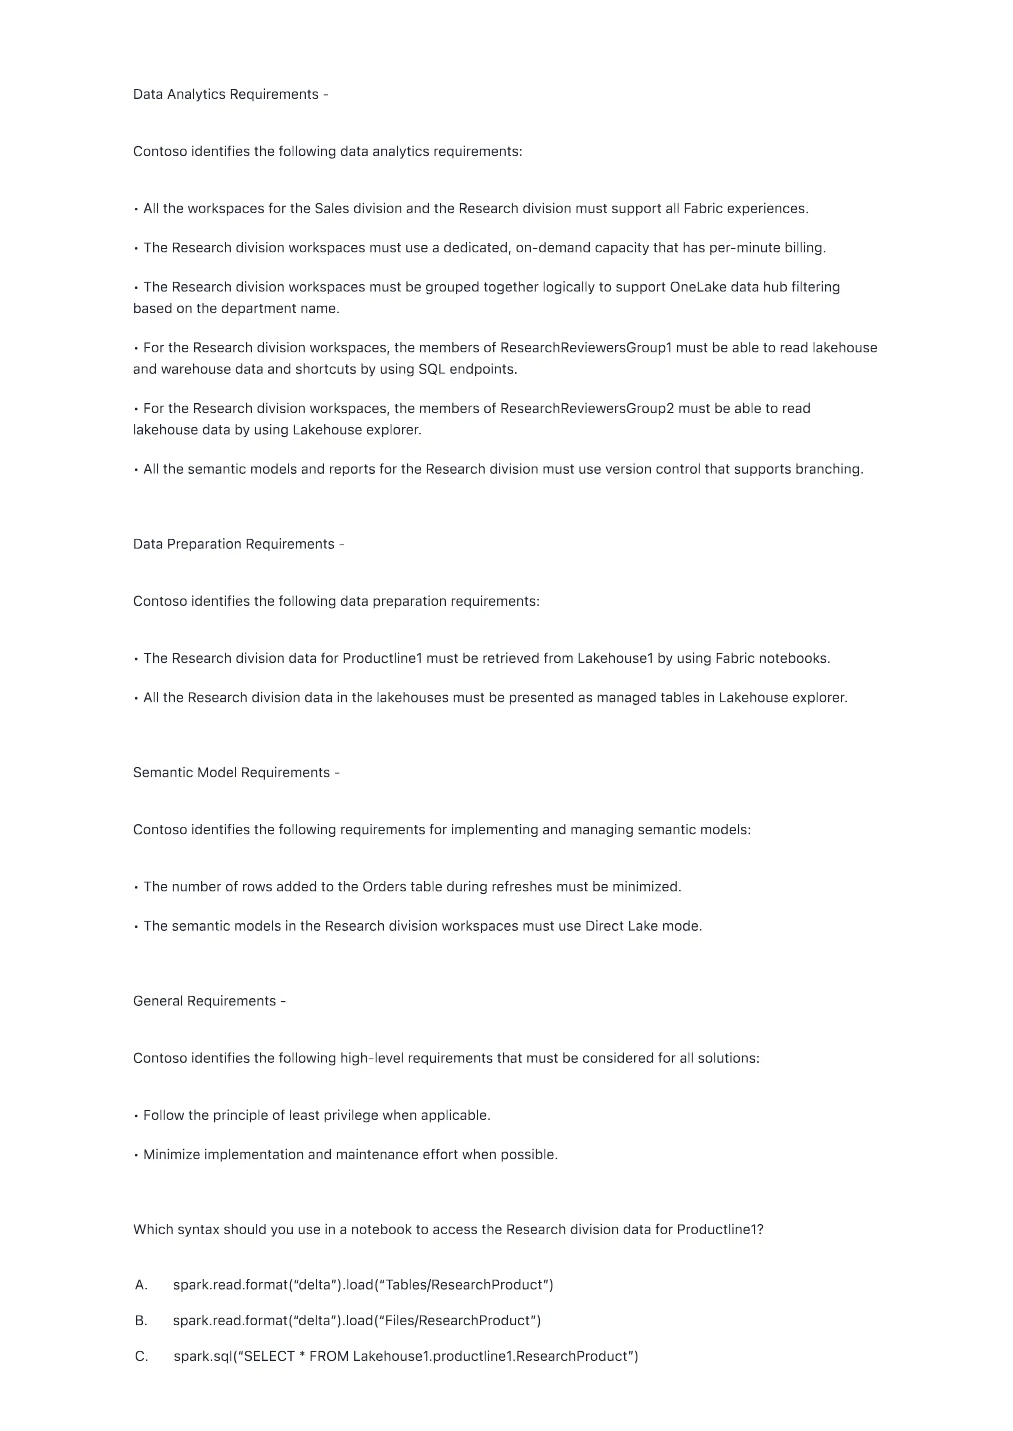 Data Analytics Requirements -
Contoso identifies the following data analytics requirements:
• All the workspaces for the Sales division and the Research division must support all Fabric experiences.
• The Research division workspaces must use a dedicated, on-demand capacity that has per-minute billing.
• The Research division workspaces must be grouped together logically to support OneLake data hub filtering
based on the department name.
• For the Research division workspaces, the members of ResearchReviewersGroup1 must be able to read lakehouse
and warehouse data and shortcuts by using SQL endpoints.
• For the Research division workspaces, the members of ResearchReviewersGroup2 must be able to read
lakehouse data by using Lakehouse explorer.
• All the semantic models and reports for the Research division must use version control that supports branching.
Data Preparation Requirements -
Contoso identifies the following data preparation requirements:
• The Research division data for Productline1 must be retrieved from Lakehouse1 by using Fabric notebooks.
• All the Research division data in the lakehouses must be presented as managed tables in Lakehouse explorer.
Semantic Model Requirements -
Contoso identifies the following requirements for implementing and managing semantic models:
• The number of rows added to the Orders table during refreshes must be minimized.
• The semantic models in the Research division workspaces must use Direct Lake mode.
General Requirements -
Contoso identifies the following high-level requirements that must be considered for all solutions:
• Follow the principle of least privilege when applicable.
• Minimize implementation and maintenance effort when possible.
Which syntax should you use in a notebook to access the Research division data for Productline1?
A. spark.read.format(“delta”).load(“Tables/ResearchProduct”)
B. spark.read.format(“delta”).load(“Files/ResearchProduct”)
C. spark.sql(“SELECT * FROM Lakehouse1.productline1.ResearchProduct”)